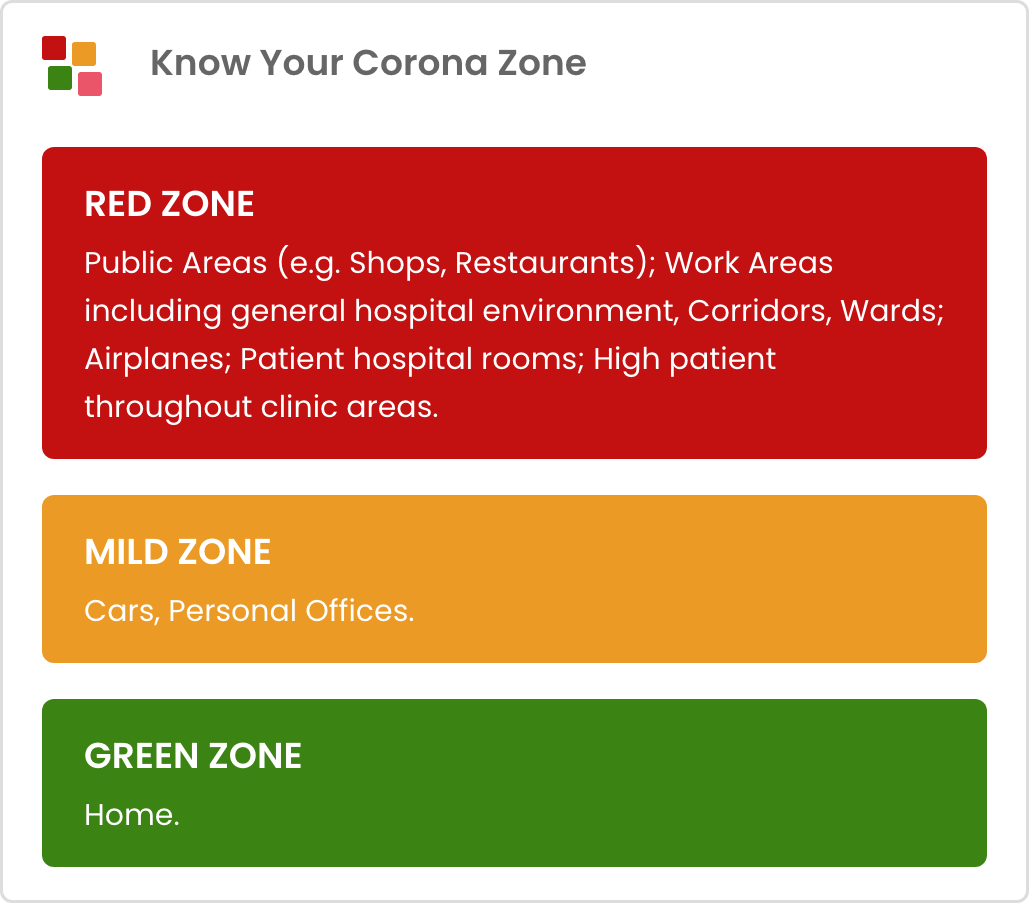 Know Your Corona Zone
RED ZONE
Public Areas (e.g. Shops, Restaurants); Work Areas
including general hospital environment, Corridors, Wards;
Airplanes; Patient hospital rooms; High patient
throughout clinic areas.
MILD ZONE
Cars, Personal Offices.
GREEN ZONE
Home.